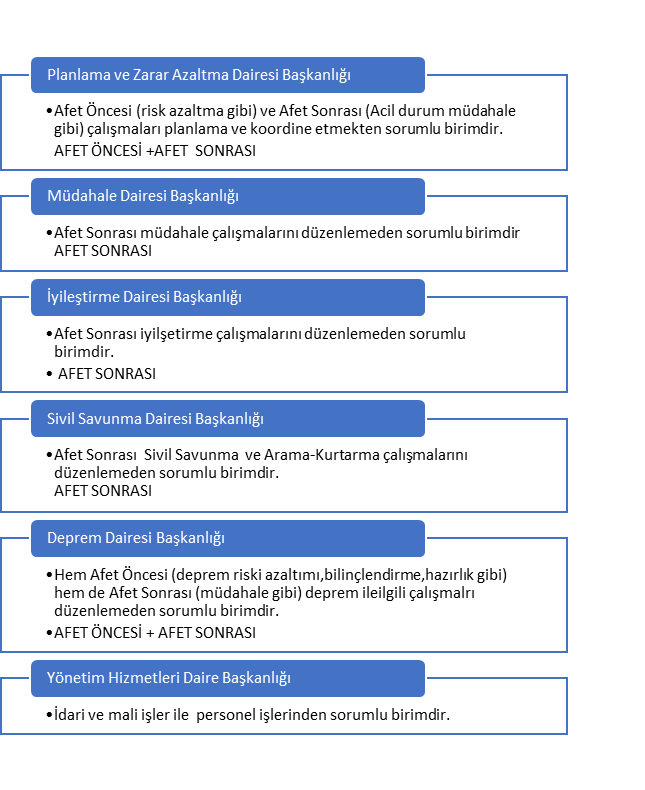 Planlama ve Zarar Azaltma Dairesi Başkanlığı
•Afet Öncesi (risk azaltma gibi) ve Afet Sonrası (Acil durum müdahale
gibi) çalışmaları planlama ve koordine etmekten sorumlu birimdir.
AFET ÖNCESİ +AFET SONRASI
Müdahale Dairesi Başkanlığı
•Afet Sonrası müdahale çalışmalarını düzenlemeden sorumlu birimdir
AFET SONRASI
İyileştirme Dairesi Başkanlığı
•Afet Sonrası iyilşetirme çalışmalarını düzenlemeden sorumlu
birimdir.
• AFET SONRASI
Sivil Savunma Dairesi Başkanlığı
•Afet Sonrası Sivil Savunma ve Arama-Kurtarma çalışmalarını
düzenlemeden sorumlu birimdir.
AFET SONRASI
Deprem Dairesi Başkanlığı
•Hem Afet Öncesi (deprem riski azaltımı,bilinçlendirme,hazırlık gibi)
hem de Afet Sonrası (müdahale gibi) deprem ileilgili çalışmalrı
düzenlemeden sorumlu birimdir.
•AFET ÖNCESİ + AFET SONRASI
Yönetim Hizmetleri Daire Başkanlığı
•İdari ve mali işler ile personel işlerinden sorumlu birimdir.